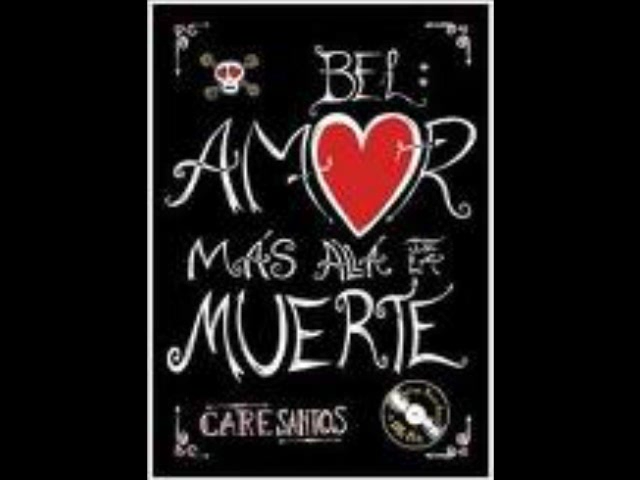 BEL:
AMOR
MÁS ALLÁ DE LA
MUERTE
CARE SANTOS